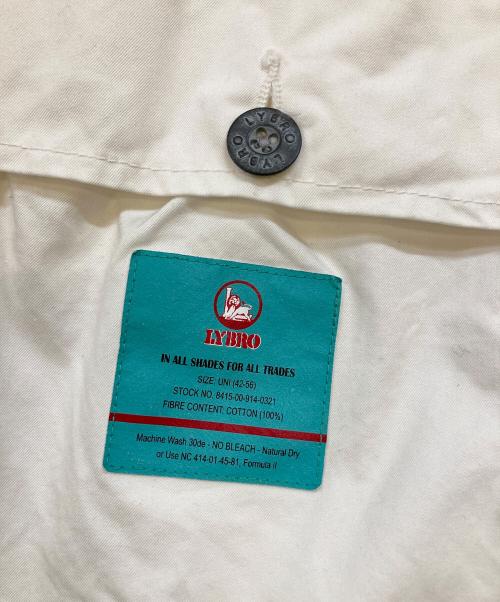 LYBRO
LYBRO
LYBRO
IN ALL SHADES FOR ALL TRADES
SIZE: UNI (42-56)
STOCK NO. 8415-00-914-0321
FIBRE CONTENT: COTTON (100%)
Machine Wash 30de - NO BLEACH - Natural Dry
or Use NC 414-01-45-81, Formula II